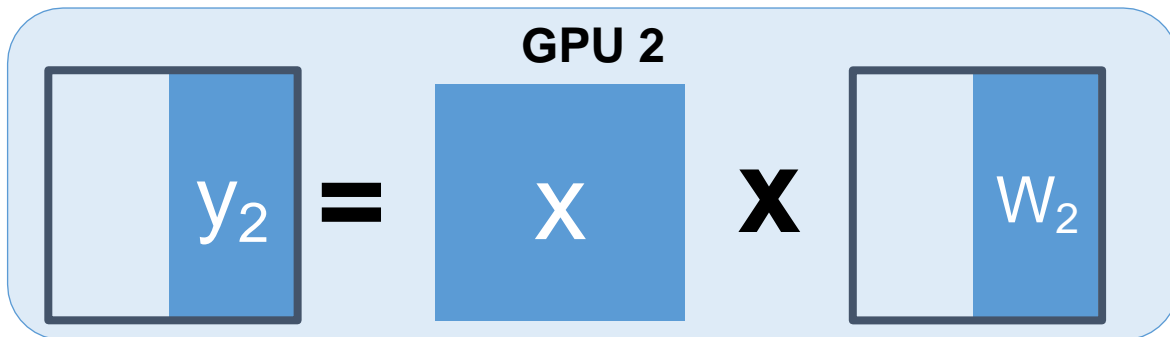 GPU 2
y₂ = x x W₂